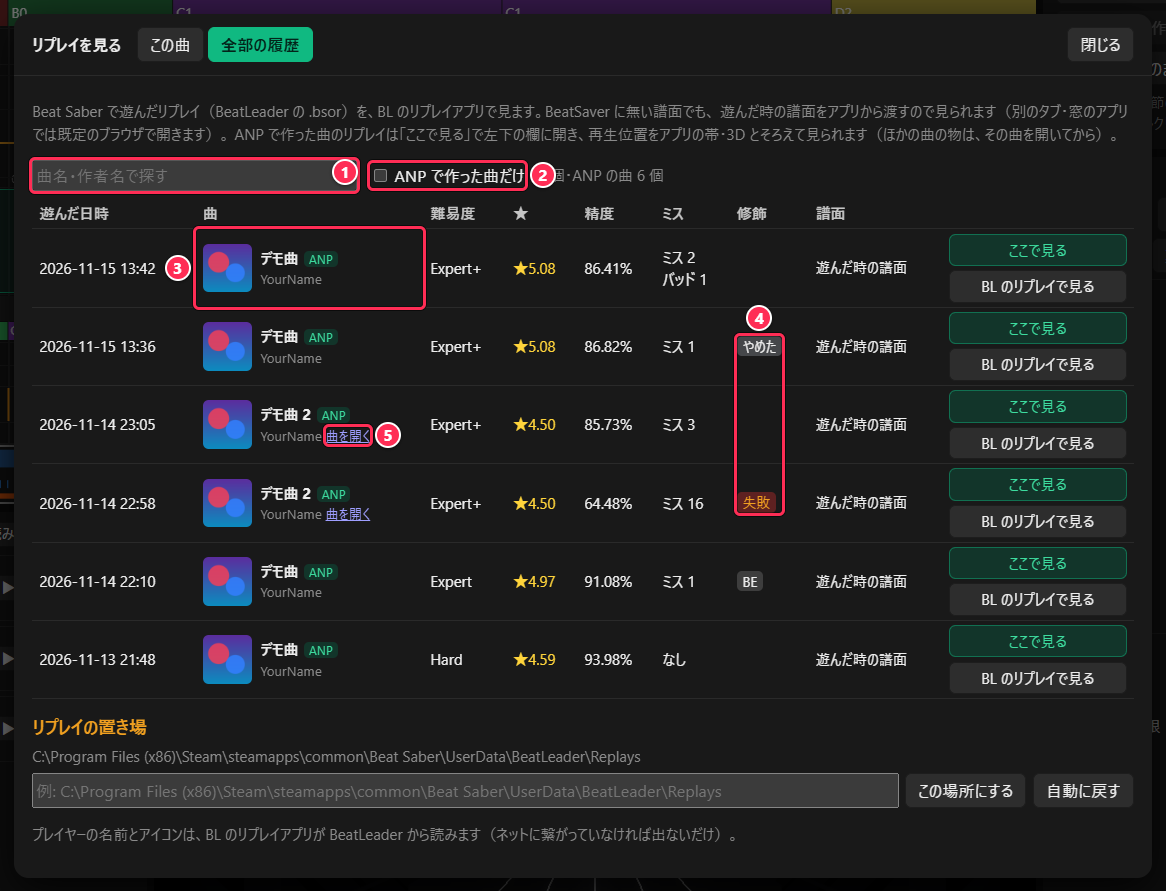 B0
C1
C1
D2
リプレイを見る
この曲
全部の履歴
閉じる
Beat Saber で遊んだリプレイ（BeatLeader の .bsor）を、BL のリプレイアプリで見ます。BeatSaver に無い譜面でも、遊んだ時の譜面をアプリから渡すので見られます（別のタブ・窓のアプリ
では既定のブラウザで開きます）。ANP で作った曲のリプレイは「ここで見る」で左下の欄に開き、再生位置をアプリの帯・3D とそろえて見られます（ほかの曲の物は、その曲を開いてから）。
曲名・作者名で探す
1
ANP で作った曲だけ
2
個・ANP の曲 6 個
遊んだ日時
曲
難易度
★
精度
ミス
修飾
譜面
2026-11-15 13:42
3
デモ曲 ANP
YourName
Expert+
★5.08
86.41%
ミス 2
バッド 1
遊んだ時の譜面
ここで見る
BL のリプレイで見る
4
2026-11-15 13:36
デモ曲 ANP
YourName
Expert+
★5.08
86.82%
ミス 1
やめた
遊んだ時の譜面
ここで見る
BL のリプレイで見る
2026-11-14 23:05
デモ曲 2 ANP
YourName 曲を開く
5
Expert+
★4.50
85.73%
ミス 3
遊んだ時の譜面
ここで見る
BL のリプレイで見る
2026-11-14 22:58
デモ曲 2 ANP
YourName 曲を開く
Expert+
★4.50
64.48%
ミス 16
失敗
遊んだ時の譜面
ここで見る
BL のリプレイで見る
2026-11-14 22:10
デモ曲 ANP
YourName
Expert
★4.97
91.08%
ミス 1
BE
遊んだ時の譜面
ここで見る
BL のリプレイで見る
2026-11-13 21:48
デモ曲 ANP
YourName
Hard
★4.59
93.98%
なし
遊んだ時の譜面
ここで見る
BL のリプレイで見る
リプレイの置き場
C:\Program Files (x86)\Steam\steamapps\common\Beat Saber\UserData\BeatLeader\Replays
例: C:\Program Files (x86)\Steam\steamapps\common\Beat Saber\UserData\BeatLeader\Replays
この場所にする
自動に戻す
プレイヤーの名前とアイコンは、BL のリプレイアプリが BeatLeader から読みます（ネットに繋がっていなければ出ないだけ）。